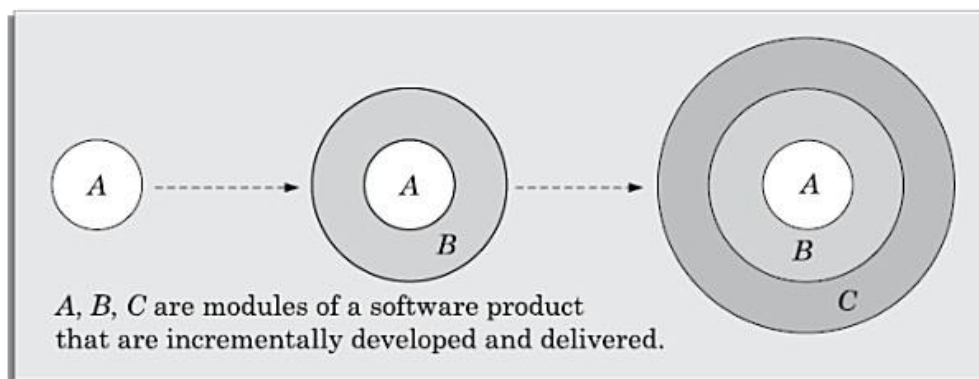 A
A
B
A
B
C
A, B, C are modules of a software product
that are incrementally developed and delivered.